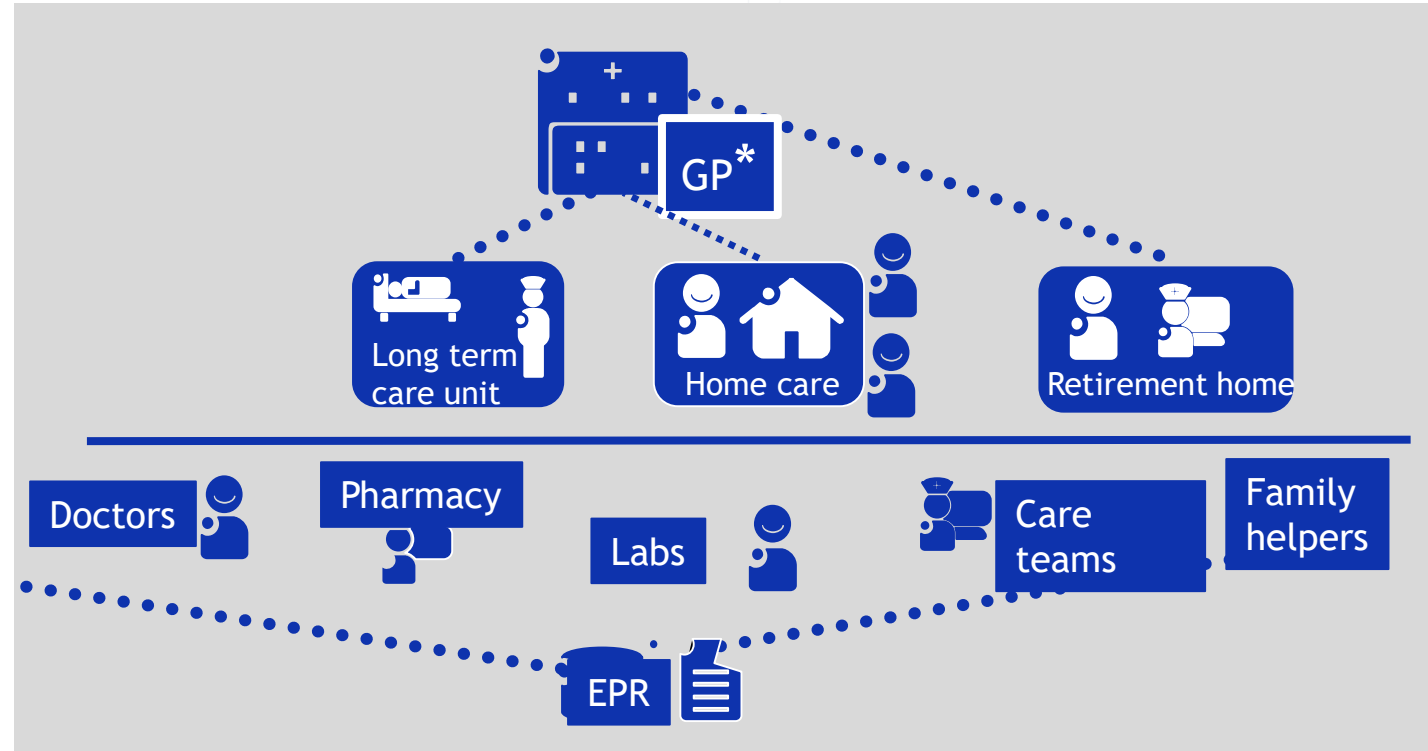 GP*
Long term
care unit
Home care
Retirement home
Doctors
Pharmacy
Labs
Care
teams
Family
helpers
EPR